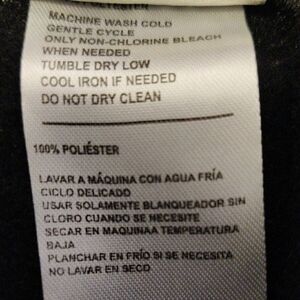 POLYESTER
MACHINE WASH COLD
GENTLE CYCLE
ONLY NON-CHLORINE BLEACH
WHEN NEEDED
TUMBLE DRY LOW
COOL IRON IF NEEDED
DO NOT DRY CLEAN
100% POLIÉSTER
LAVAR A MÁQUINA CON AGUA FRÍA
CICLO DELICADO
USAR SOLAMENTE BLANQUEADOR SIN
CLORO CUANDO SE NECESITE
SECAR EN MAQUINAA TEMPERATURA
BAJA
PLANCHAR EN FRÍO SI SE NECESITA
NO LAVAR EN SECO